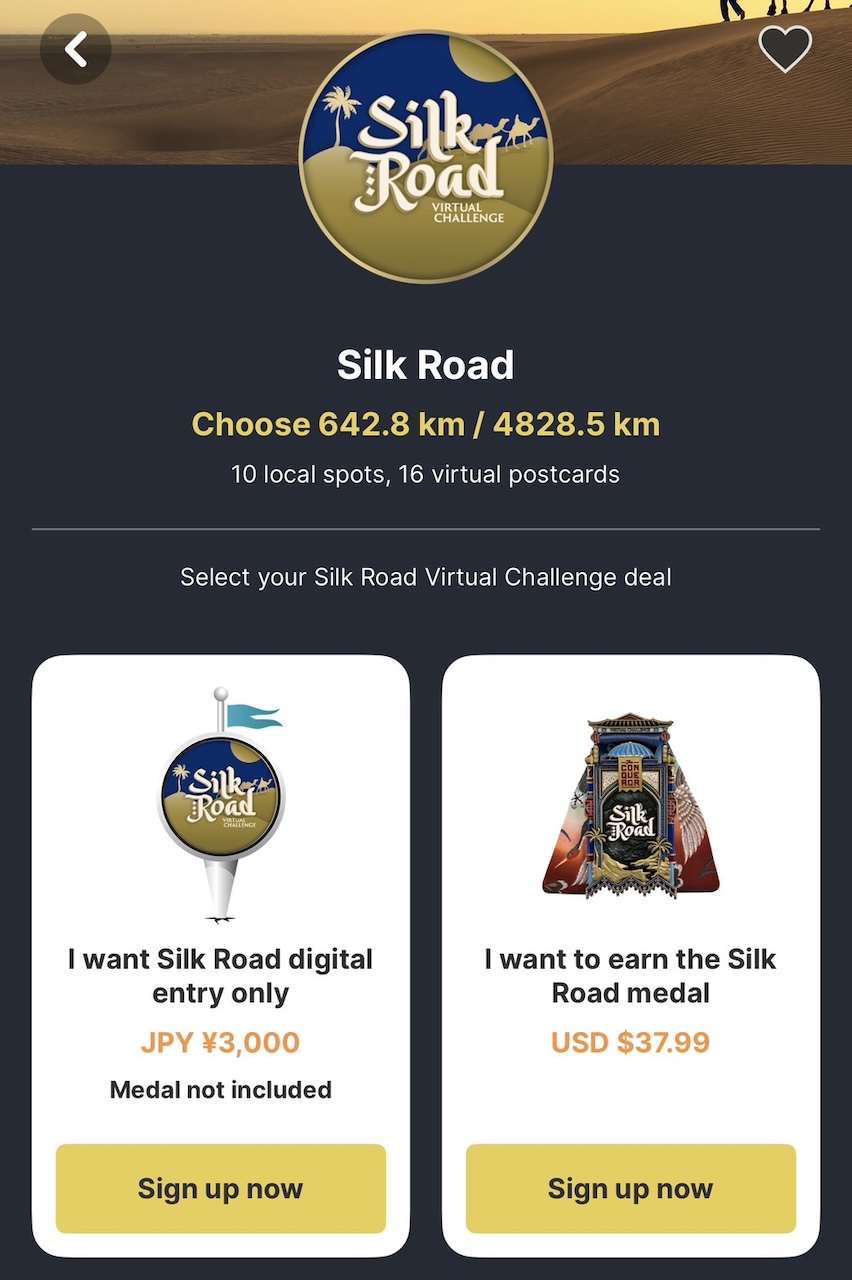 Silk
Road
VIRTUAL
CHALLENGE
Silk Road
Choose 642.8 km / 4828.5 km
10 local spots, 16 virtual postcards
Select your Silk Road Virtual Challenge deal
Silk
Road
VIRTUAL
CHALLENGE
I want Silk Road digital
entry only
JPY ¥3,000
Medal not included
Sign up now
VIRTUAL CHALLENGE
The
CON
QUE
ROR
Silk
Road
I want to earn the Silk
Road medal
USD $37.99
Sign up now